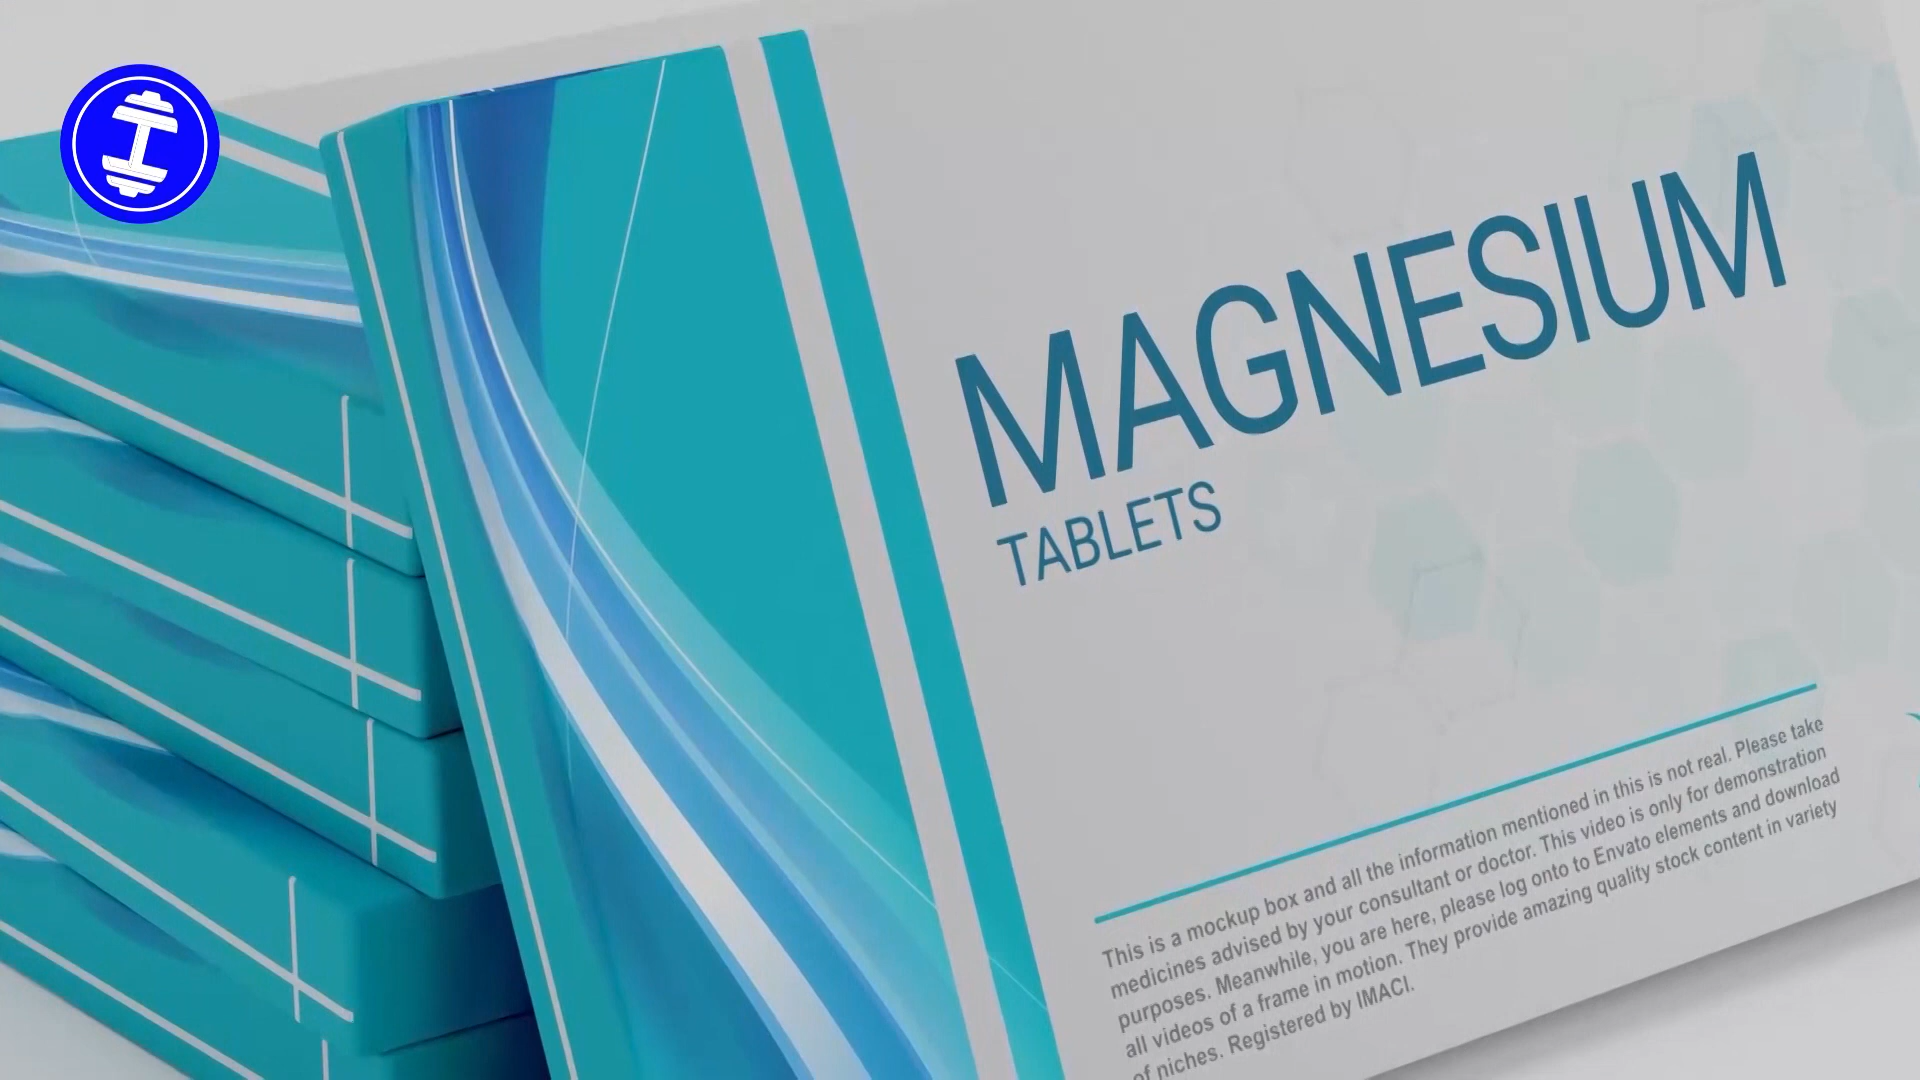 MAGNESIUM
TABLETS
This is a mockup box and all the information mentioned in this is not real. Please take
medicines advised by your consultant or doctor. This video is only for demonstration
purposes. Meanwhile, you are here, please log onto to Envato elements and download
all videos of a frame in motion. They provide amazing quality stock content in variety
of niches. Registered by IMACI.